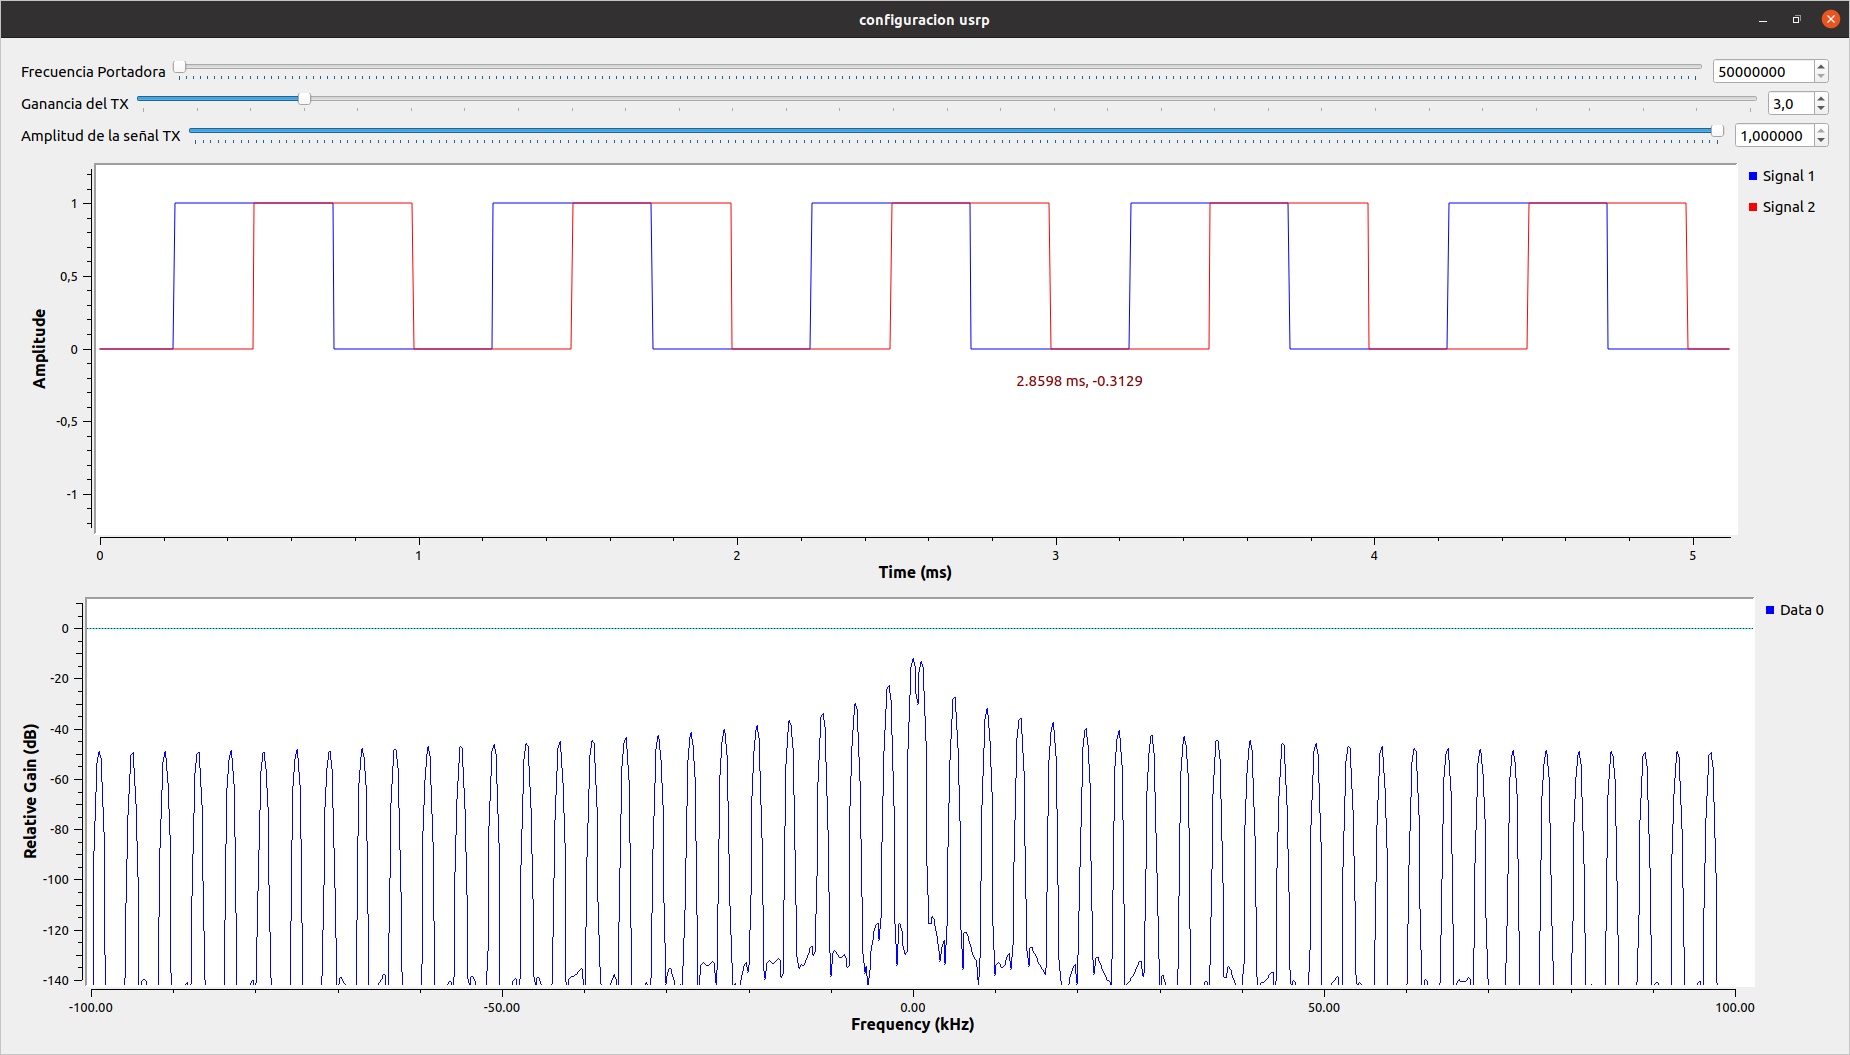 configuracion usrp
Frecuencia Portadora 50000000
Ganancia del TX 3,0
Amplitud de la señal TX 1,000000
Signal 1
Signal 2
1
0,5
0
-0,5
-1
Amplitude
2.8598 ms, -0.3129
0 1 2 3 4 5
Time (ms)
Data 0
0
-20
-40
-60
-80
-100
-120
-140
Relative Gain (dB)
-100.00 -50.00 0.00 50.00 100.00
Frequency (kHz)